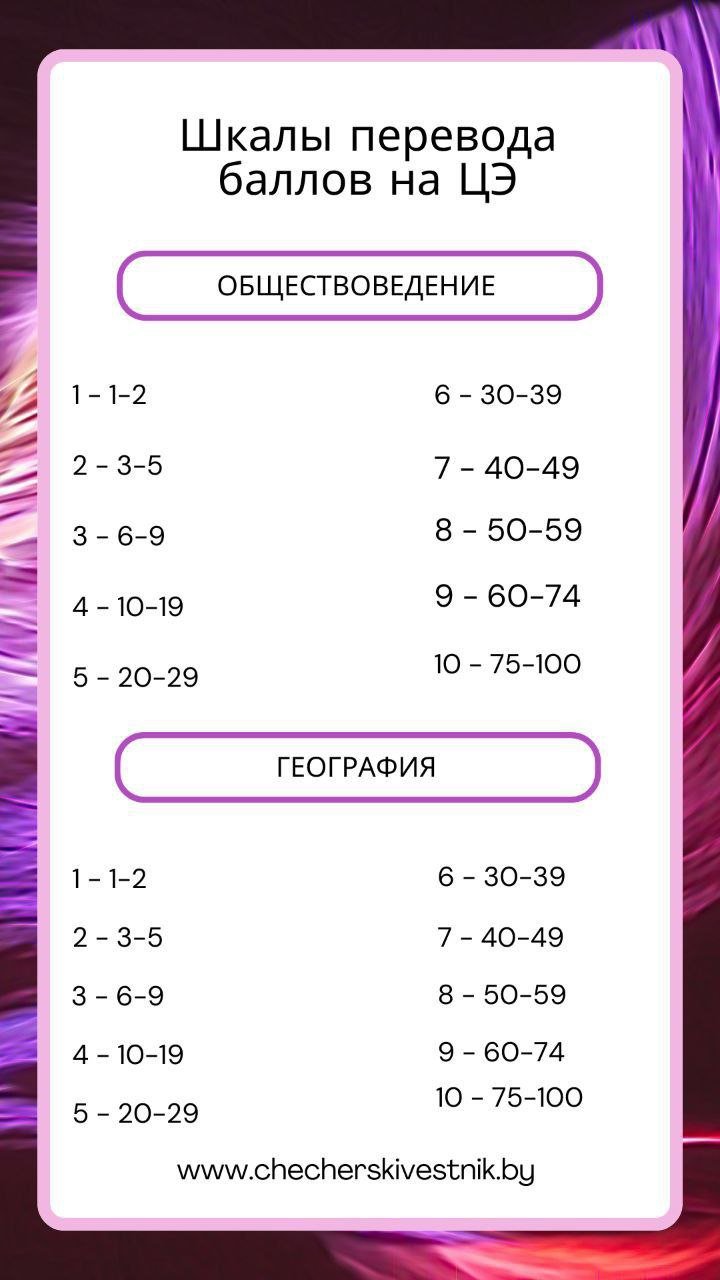 Шкалы перевода
баллов на ЦЭ
ОБЩЕСТВОВЕДЕНИЕ
1 - 1-2
2 - 3-5
3 - 6-9
4 - 10-19
5 - 20-29
6 - 30-39
7 - 40-49
8 - 50-59
9 - 60-74
10 - 75-100
ГЕОГРАФИЯ
1 - 1-2
2 - 3-5
3 - 6-9
4 - 10-19
5 - 20-29
6 - 30-39
7 - 40-49
8 - 50-59
9 - 60-74
10 - 75-100
www.checherskivestnik.by